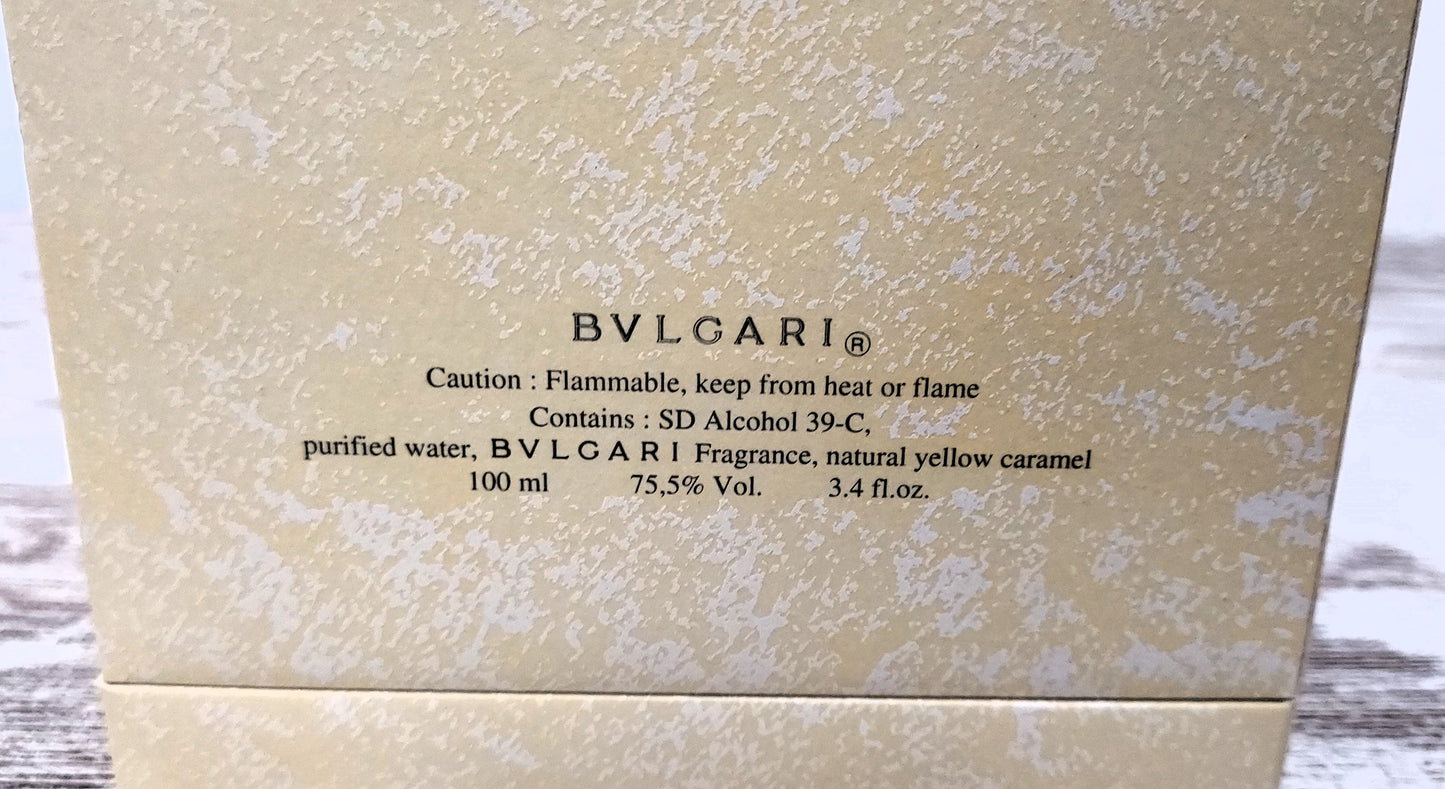 BVLGARI®
Caution : Flammable, keep from heat or flame
Contains : SD Alcohol 39-C,
purified water, BVLGARI Fragrance, natural yellow caramel
100 ml 75,5% Vol. 3.4 fl.oz.